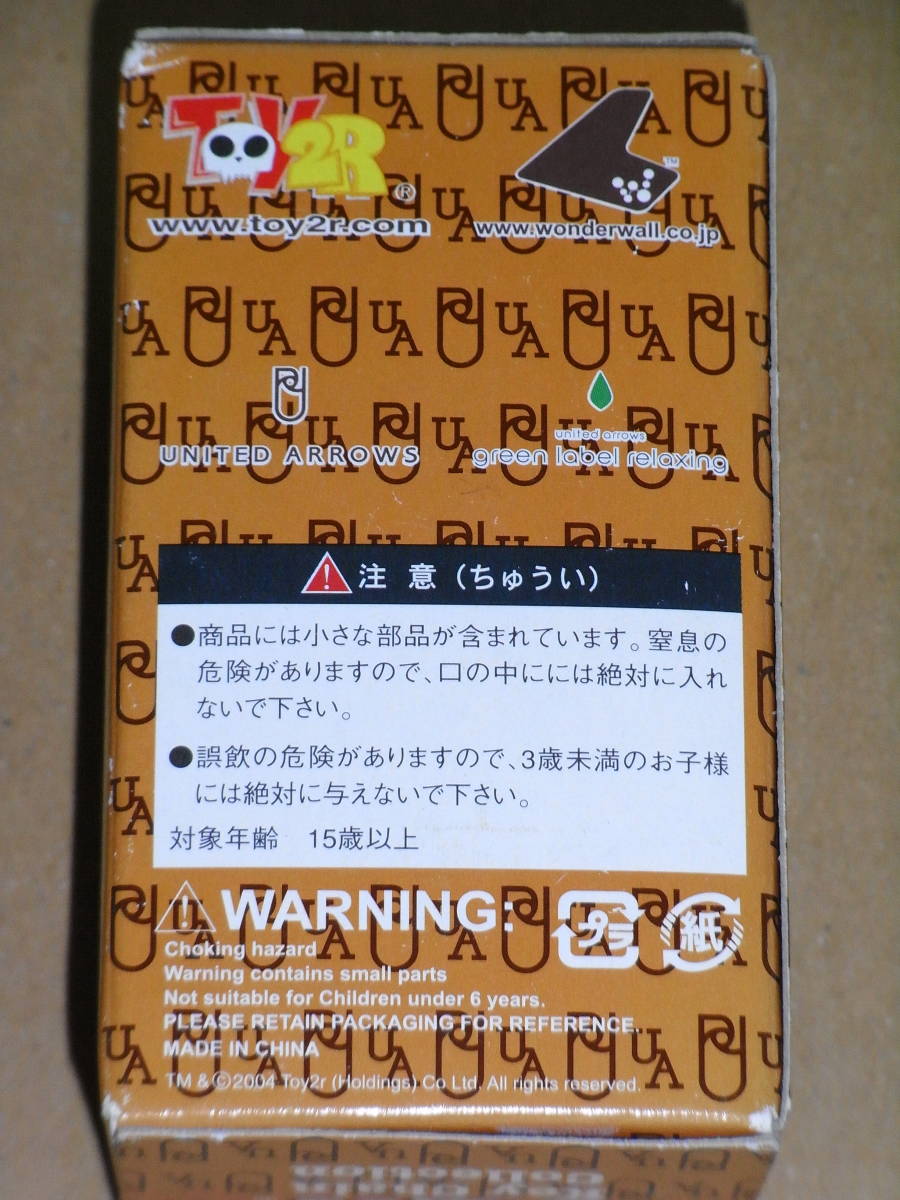 TOY2R®
www.toy2r.com
TM
www.wonderwall.co.jp
UNITED ARROWS
united arrows
green label relaxing
注 意(ちゅうい)
●商品には小さな部品が含まれています。窒息の
危険がありますので、口の中にには絶対に入れ
ないで下さい。
●誤飲の危険がありますので、3歳未満のお子様
には絶対に与えないで下さい。
対象年齢 15歳以上
WARNING:
プラ
紙
Choking hazard
Warning contains small parts
Not suitable for Children under 6 years.
PLEASE RETAIN PACKAGING FOR REFERENCE.
MADE IN CHINA
TM & ©2004 Toy2r (Holdings) Co Ltd. All rights reserved.